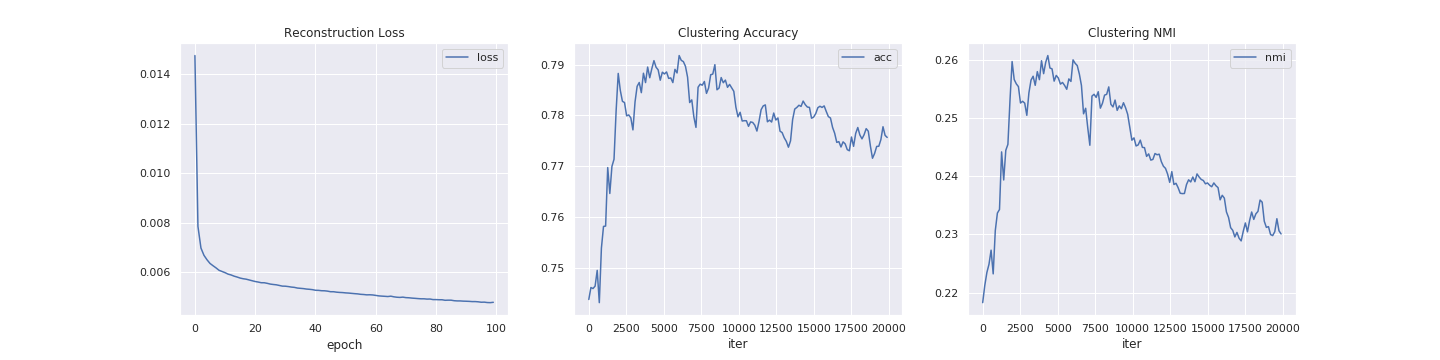 Reconstruction Loss
loss
0.014
0.012
0.010
0.008
0.006
0 20 40 60 80 100
epoch
Clustering Accuracy
acc
0.79
0.78
0.77
0.76
0.75
0 2500 5000 7500 10000 12500 15000 17500 20000
iter
Clustering NMI
nmi
0.26
0.25
0.24
0.23
0.22
0 2500 5000 7500 10000 12500 15000 17500 20000
iter